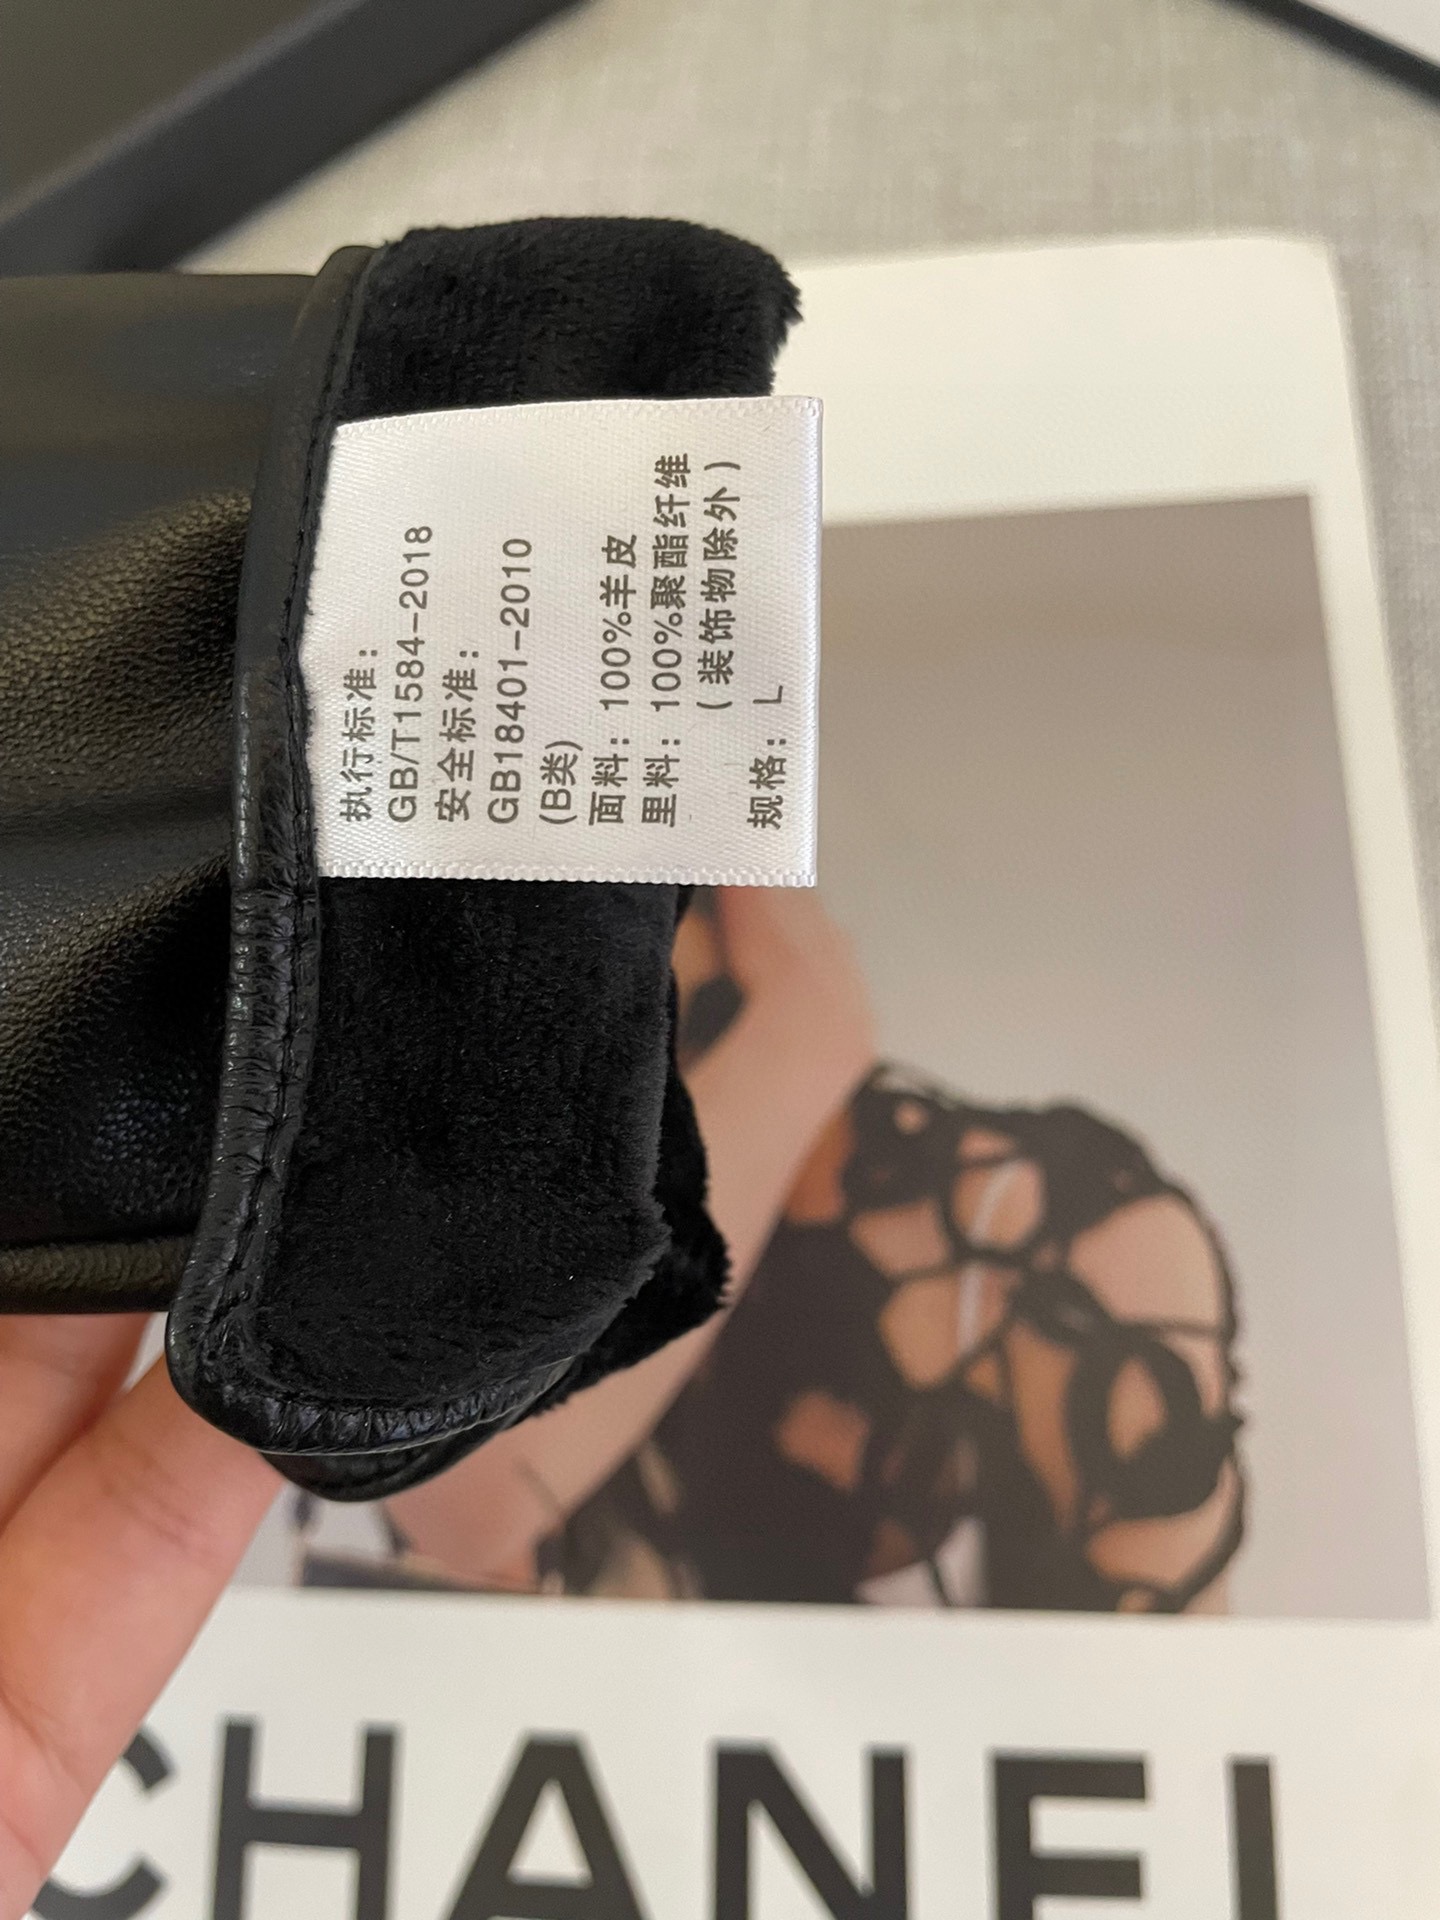 执行标准：
GB/T1584-2018
安全标准：
GB18401-2010
(B类)
面料：100%羊皮
里料：100%聚酯纤维
(装饰物除外)
规格：L
CHANEL